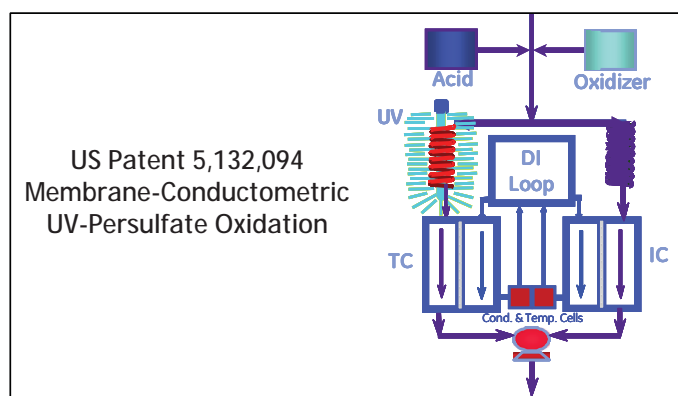 US Patent 5,132,094
Membrane-Conductometric
UV-Persulfate Oxidation
Acid
Oxidizer
UV
DI
Loop
TC
IC
Cond. & Temp. Cells